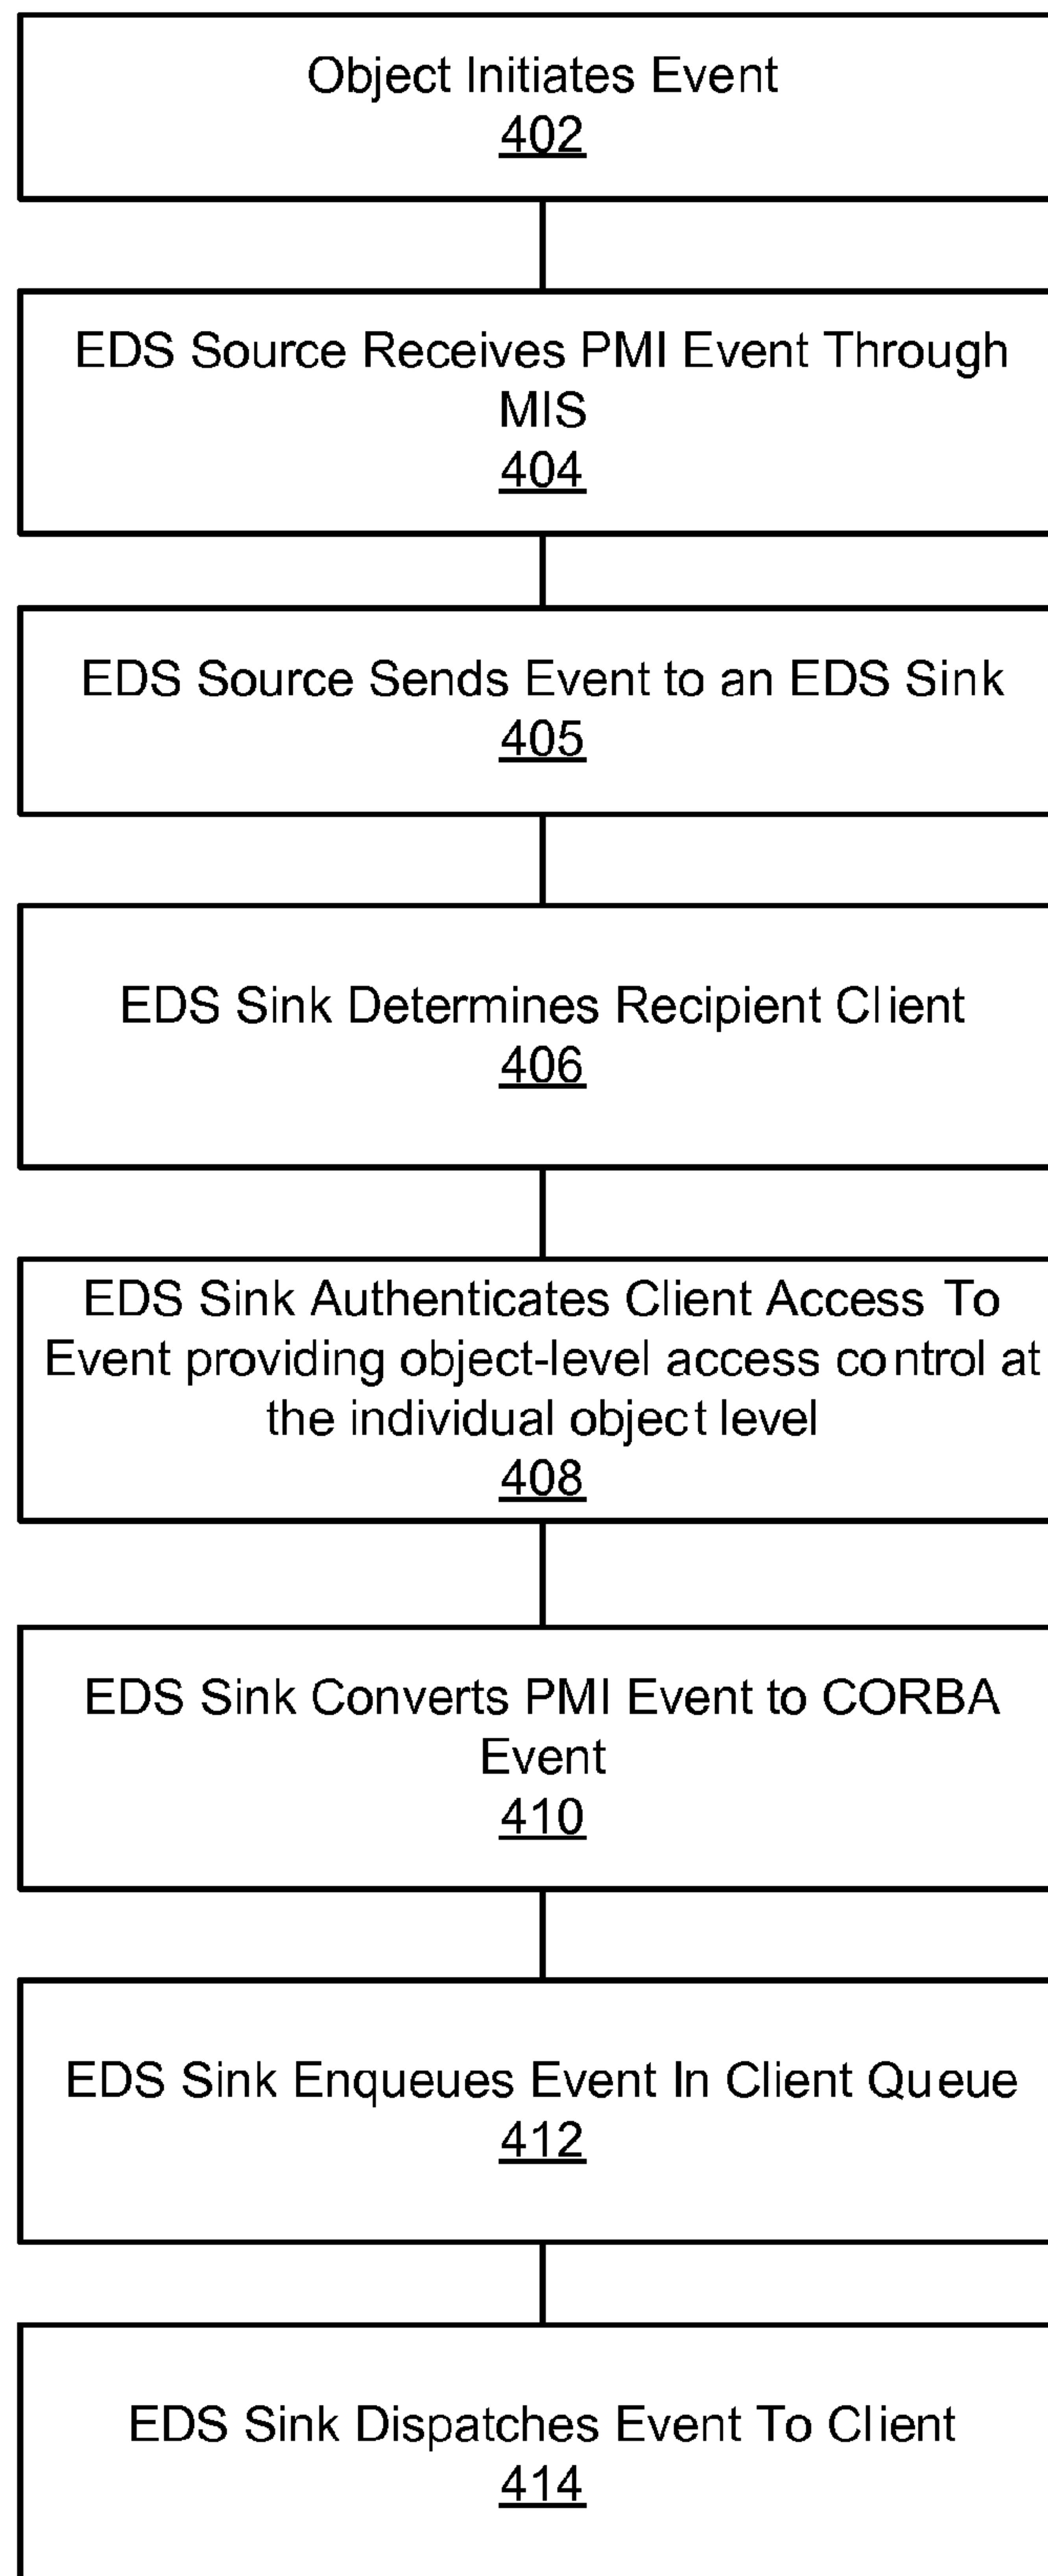 Object Initiates Event
402
EDS Source Receives PMI Event Through
MIS
404
EDS Source Sends Event to an EDS Sink
405
EDS Sink Determines Recipient Client
406
EDS Sink Authenticates Client Access To
Event providing object-level access control at
the individual object level
408
EDS Sink Converts PMI Event to CORBA
Event
410
EDS Sink Enqueues Event In Client Queue
412
EDS Sink Dispatches Event To Client
414